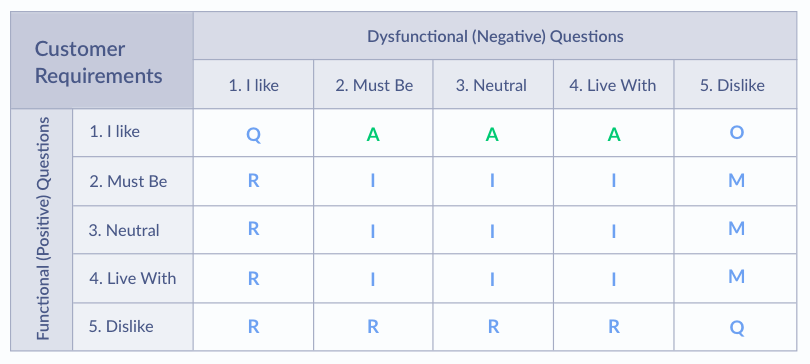 Customer
Requirements
Dysfunctional (Negative) Questions
1. I like 2. Must Be 3. Neutral 4. Live With 5. Dislike
Functional (Positive) Questions
1. I like Q A A A O
2. Must Be R I I I M
3. Neutral R I I I M
4. Live With R I I I M
5. Dislike R R R R Q